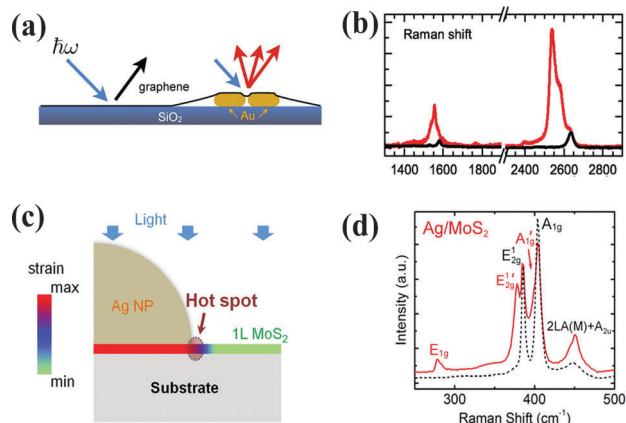 (a)
ħω
graphene
SiO₂
Au
(b)
Raman shift
1400 1600 2400 2600 2800
(c)
Light
strain
max
min
Ag NP
Hot spot
1L MoS₂
Substrate
(d)
Ag/MoS₂
A₁g
A₁g'
E¹₂g
E¹₂g'
2LA(M)+A₂u
E₁g
Intensity (a.u.)
300 400 500
Raman Shift (cm⁻¹)